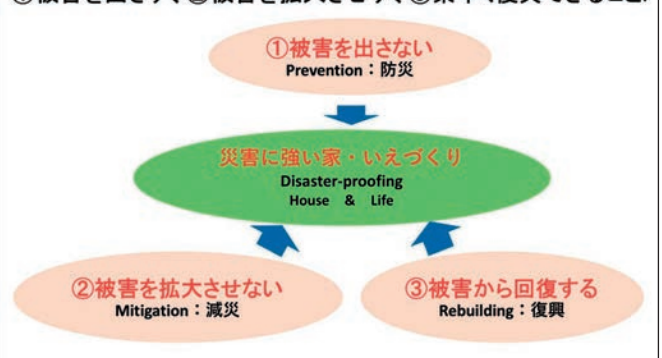 ①被害を出さない
Prevention：防災
災害に強い家・いえづくり
Disaster-proofing
House & Life
②被害を拡大させない
Mitigation：減災
③被害から回復する
Rebuilding：復興